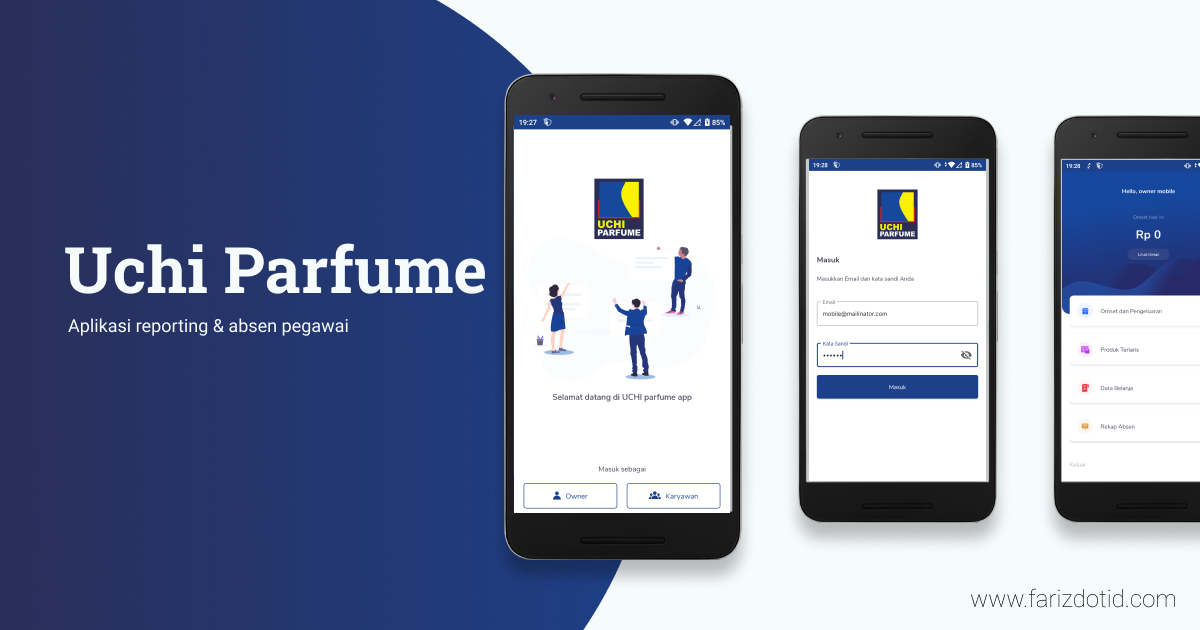 Uchi Parfume
Aplikasi reporting & absen pegawai
19:27
85%
UCHI
PARFUME
Selamat datang di UCHI parfume app
Masuk sebagai
Owner
Karyawan
19:28
85%
UCHI
PARFUME
Masuk
Masukkan Email dan kata sandi Anda
Email
mobile@mailinator.com
Kata Sandi
••••••
Masuk
19:28
Hello, owner mobile
Omset hari ini
Rp 0
Lihat Detail
Omset dan Pengeluaran
Produk Terlaris
Data Belanja
Rekap Absen
Keluar
www.farizdotid.com